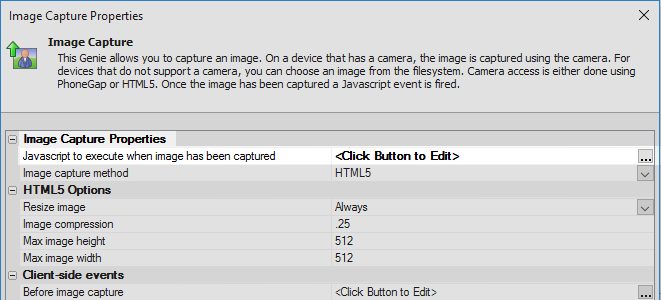 Image Capture Properties
Image Capture
This Genie allows you to capture an image. On a device that has a camera, the image is captured using the camera. For
devices that do not support a camera, you can choose an image from the filesystem. Camera access is either done using
PhoneGap or HTML5. Once the image has been captured a Javascript event is fired.
Image Capture Properties
Javascript to execute when image has been captured <Click Button to Edit> ...
Image capture method HTML5
HTML5 Options
Resize image Always
Image compression .25
Max image height 512
Max image width 512
Client-side events
Before image capture <Click Button to Edit> ...